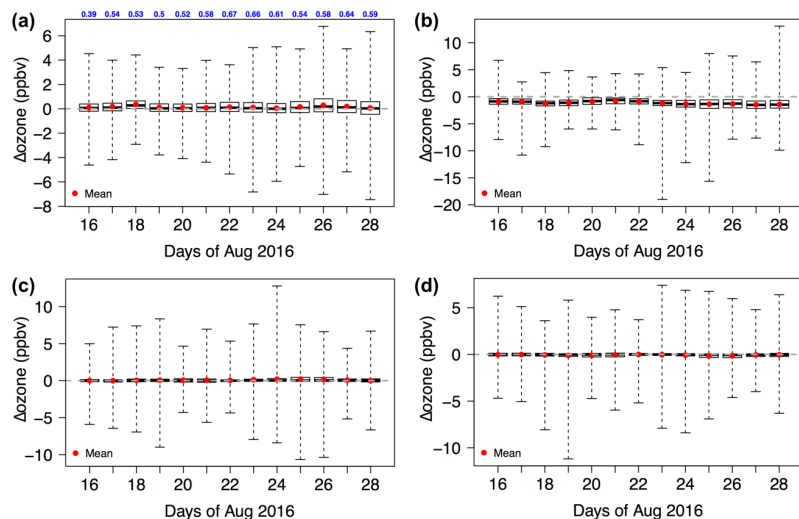 (a)
0.39 0.54 0.53 0.5 0.52 0.58 0.67 0.66 0.61 0.54 0.58 0.64 0.59
6
4
2
0
−2
−4
−6
−8
Δozone (ppbv)
Mean
16 18 20 22 24 26 28
Days of Aug 2016
(b)
10
5
0
−5
−10
−15
−20
Δozone (ppbv)
Mean
16 18 20 22 24 26 28
Days of Aug 2016
(c)
10
5
0
−5
−10
Δozone (ppbv)
Mean
16 18 20 22 24 26 28
Days of Aug 2016
(d)
5
0
−5
−10
Δozone (ppbv)
Mean
16 18 20 22 24 26 28
Days of Aug 2016